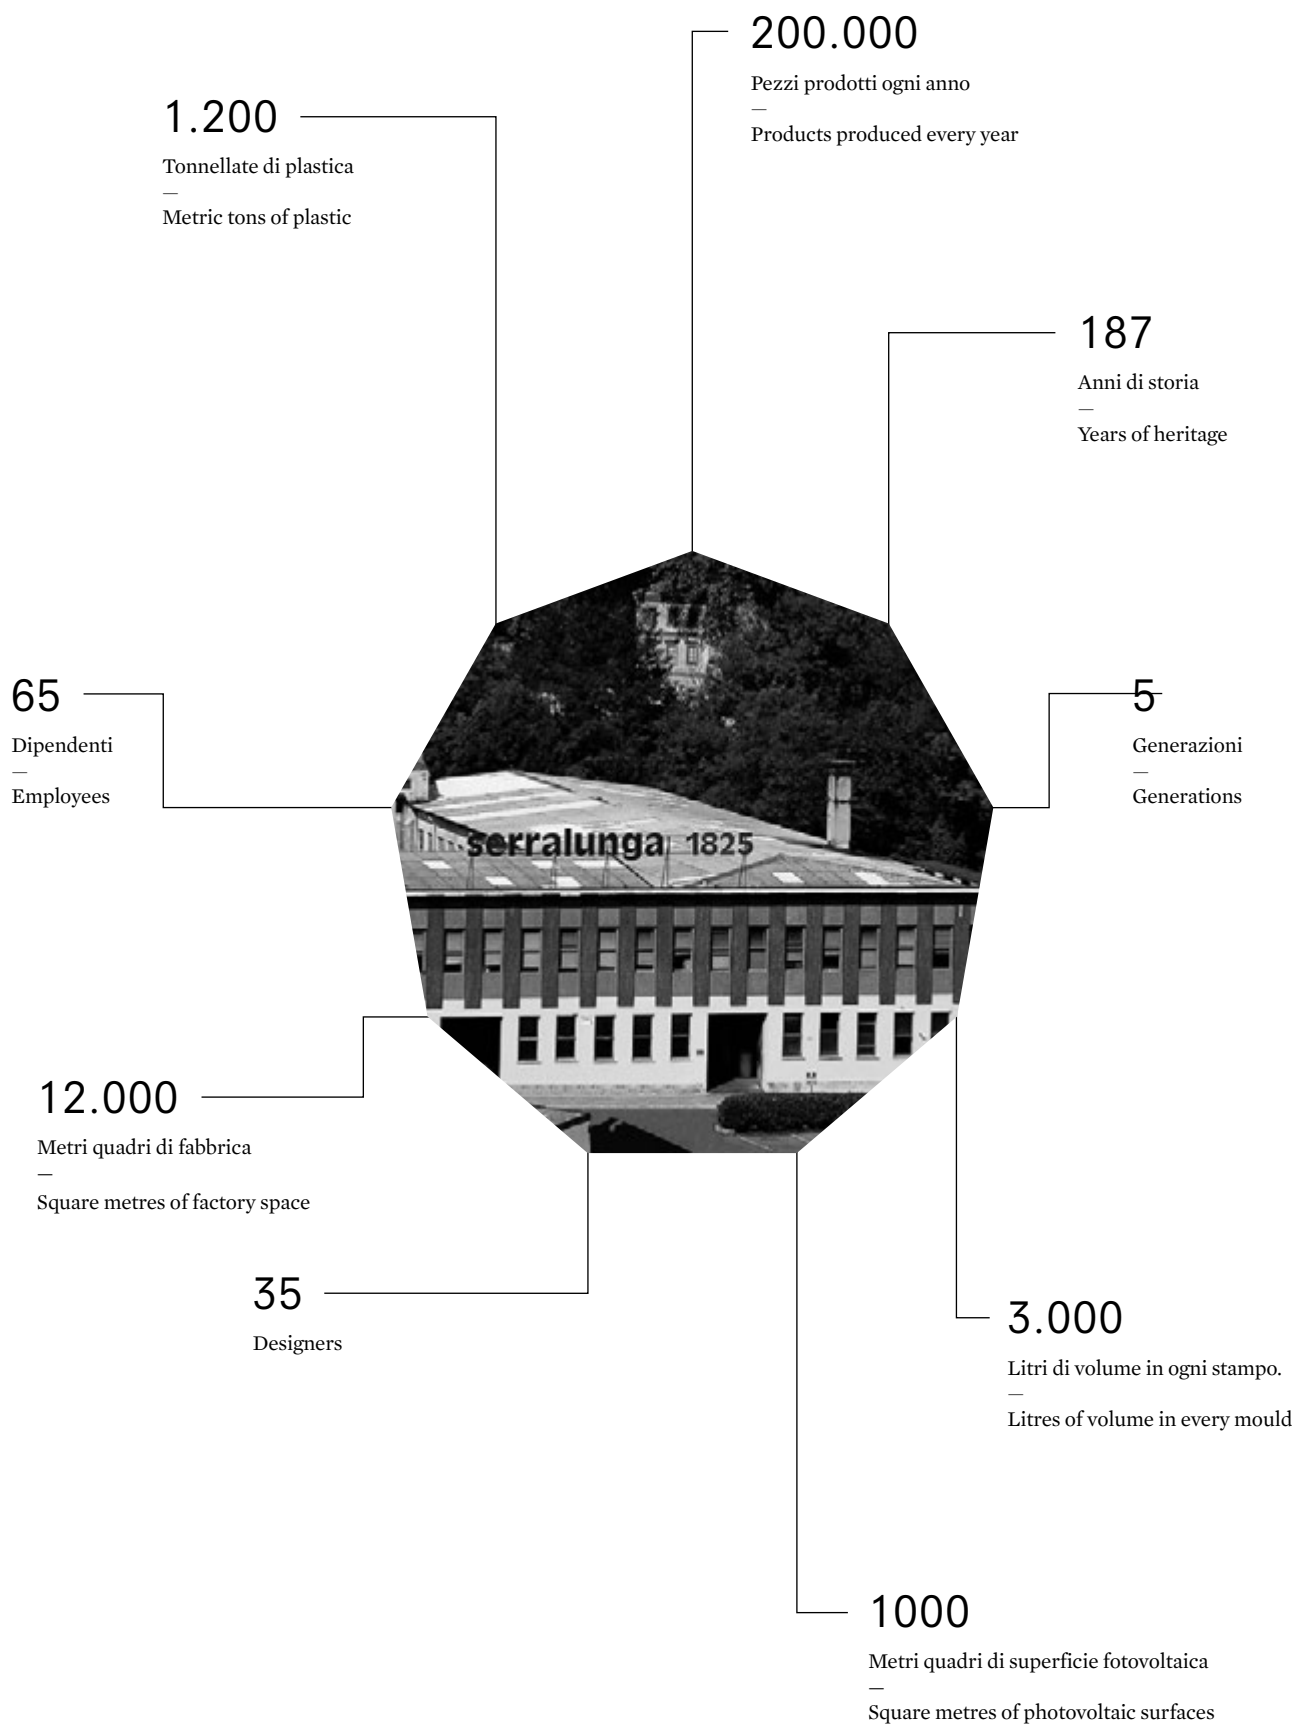 200.000
Pezzi prodotti ogni anno
—
Products produced every year
1.200
Tonnellate di plastica
—
Metric tons of plastic
187
Anni di storia
—
Years of heritage
65
Dipendenti
—
Employees
5
Generazioni
—
Generations
serralunga 1825
12.000
Metri quadri di fabbrica
—
Square metres of factory space
35
Designers
3.000
Litri di volume in ogni stampo.
—
Litres of volume in every mould
1000
Metri quadri di superficie fotovoltaica
—
Square metres of photovoltaic surfaces